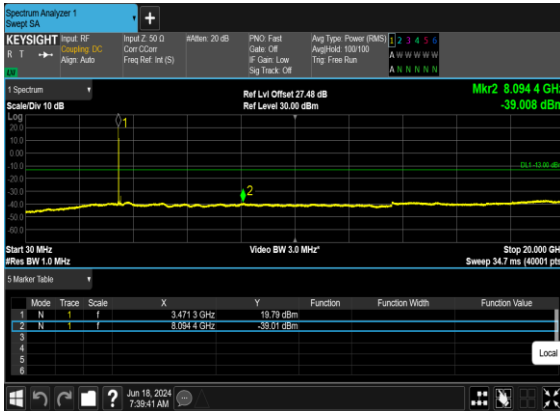 Spectrum Analyzer 1
Swept SA
+
KEYSIGHT Input: RF Input Z: 50 Ω #Atten: 20 dB PNO: Fast Avg Type: Power (RMS) 1 2 3 4 5 6
R T Coupling: DC Corr CCorr Gate: Off Avg|Hold: 100/100 A W W W W W
Align: Auto Freq Ref: Int (S) IF Gain: Low Trig: Free Run
LXI Sig Track: Off A N N N N N
1 Spectrum Ref Lvl Offset 27.48 dB Mkr2 8.094 4 GHz
Scale/Div 10 dB Ref Level 30.00 dBm -39.008 dBm
Log
20.0
10.0
0.00
-10.0
-20.0
-30.0
-40.0
-50.0
-60.0
1
DL1 -13.00 dBm
2
Start 30 MHz Video BW 3.0 MHz* Stop 20.000 GHz
#Res BW 1.0 MHz Sweep 34.7 ms (40001 pts)
5 Marker Table
Mode Trace Scale X Y Function Function Width Function Value
1 N 1 f 3.471 3 GHz 19.79 dBm
2 N 1 f 8.094 4 GHz -39.01 dBm
3
4
5
6
Local
? Jun 18, 2024
7:39:41 AM